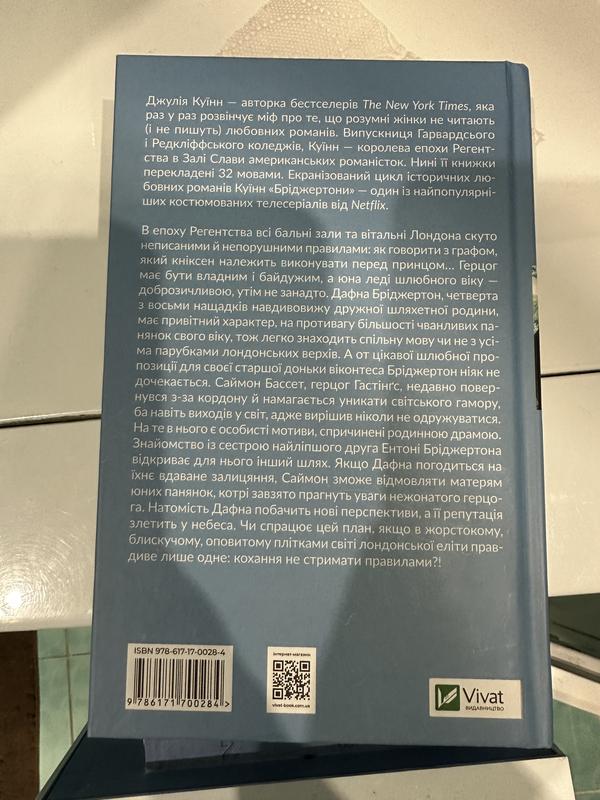 Джулія Куїнн — авторка бестселерів The New York Times, яка
раз у раз розвінчує міф про те, що розумні жінки не читають
(і не пишуть) любовних романів. Випускниця Гарвардсього
і Редкліффського коледжів, Куїнн — королева епохи Регент-
ства в Залі Слави американських романісток. Нині її книжки
перекладені 32 мовами. Екранізований цикл історичних лю-
бовних романів Куїнн «Бріджертони» — один із найпопулярні-
ших костюмованих телесеріалів від Netflix.
В епоху Регентства всі бальні зали та вітальні Лондона скуто
неписаними й непорушними правилами: як говорити з графом,
який кніксен належить виконувати перед принцом... Герцог
має бути владним і байдужим, а юна леді шлюбного віку —
доброзичливою, утім не занадто. Дафна Бріджертон, четверта
з восьми нащадків навдивовижу дружної шляхетної родини,
має привітний характер, на противагу більшості чванливих па-
нянок свого віку, тож легко знаходить спільну мову чи не з усі-
ма парубками лондонських верхів. А от цікавої шлюбної про-
позиції для своєї старшої доньки віконтеса Бріджертон ніяк не
дочекається. Саймон Бассет, герцог Гастінґс, недавно повер-
нувся з-за кордону й намагається уникати світського гамору,
ба навіть виходів у світ, адже вирішив ніколи не одружуватися.
На те в нього є особисті мотиви, спричинені родинною драмою.
Знайомство із сестрою найліпшого друга Ентоні Бріджертона
відкриває для нього інший шлях. Якщо Дафна погодиться на
їхнє вдаване залицяння, Саймон зможе відмовляти матерям
юних панянок, котрі завзято прагнуть уваги нежонатого герцо-
га. Натомість Дафна побачить нові перспективи, а її репутація
злетить у небеса. Чи спрацює цей план, якщо в жорстокому,
блискучому, оповитому плітками світі лондонської еліти прав-
диве лише одне: кохання не стримати правилами?!
ISBN 978-617-17-0028-4
9 786171 700284 >
інтернет-магазин
vivat-book.com.ua
Vivat
ВИДАВНИЦТВО